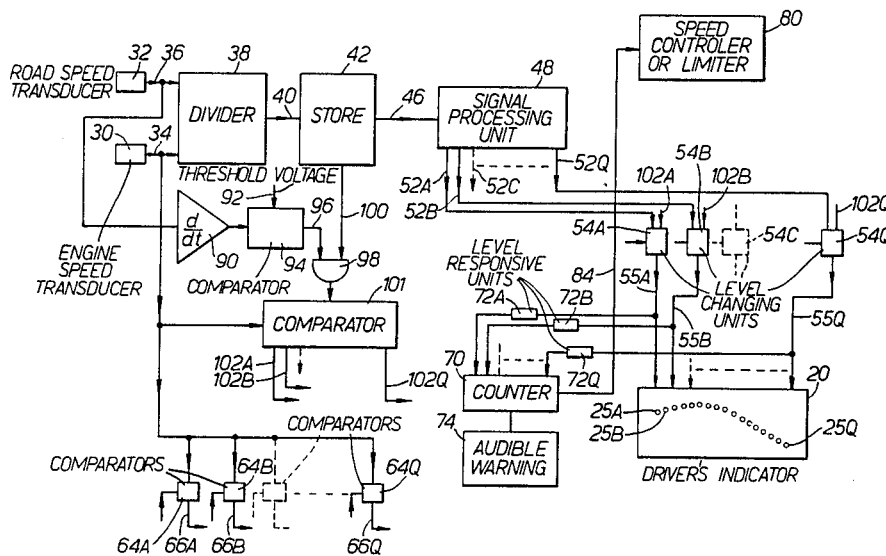 32
36
38
42
48
80
ROAD SPEED
TRANSDUCER
DIVIDER
40
STORE
46
SIGNAL
PROCESSING
UNIT
SPEED
CONTROLER
OR LIMITER
30
34
THRESHOLD VOLTAGE
92
96
100
52A
52B
52C
52Q
54B
102A
102B
102Q
54A
54C
54Q
d/dt
90
94
98
ENGINE
SPEED
TRANSDUCER
COMPARATOR
101
COMPARATOR
LEVEL
RESPONSIVE
UNITS
72A
72B
72Q
84
55A
LEVEL
CHANGING
UNITS
55B
55Q
102A
102B
102Q
70
COUNTER
20
25A
25B
25Q
74
AUDIBLE
WARNING
DRIVERS
INDICATOR
COMPARATORS
COMPARATORS
64B
64Q
64A
66A
66B
66Q